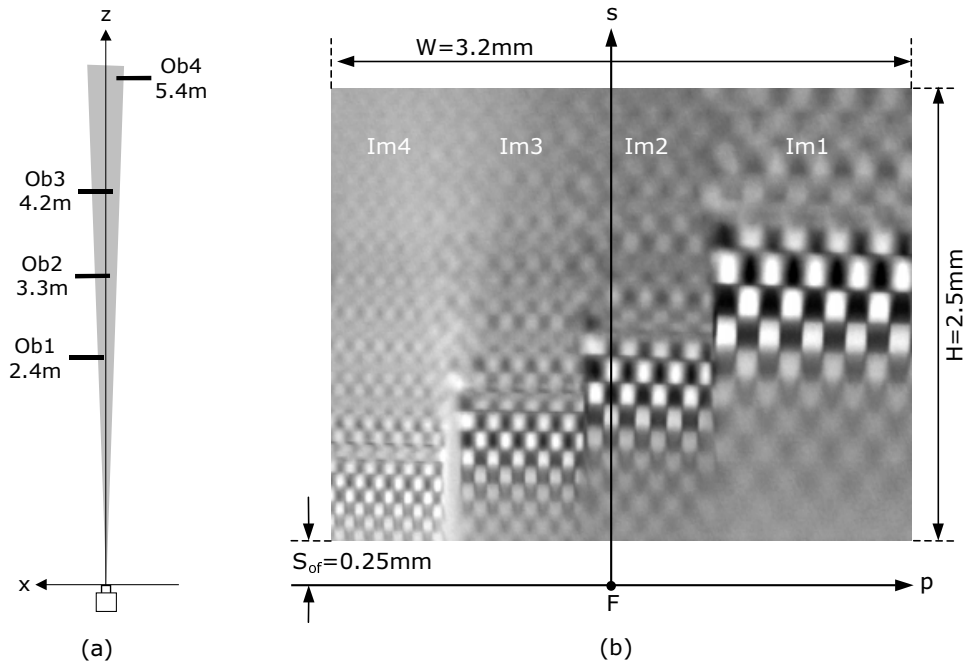 z
Ob4
5.4m
Ob3
4.2m
Ob2
3.3m
Ob1
2.4m
x
(a)
s
W=3.2mm
Im4
Im3
Im2
Im1
H=2.5mm
Sof=0.25mm
F
p
(b)